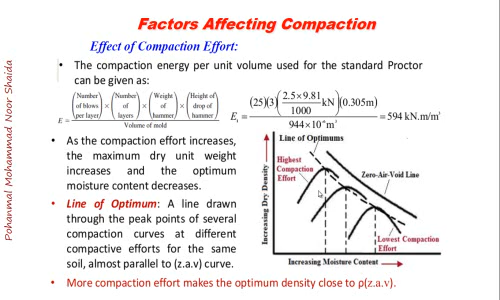 Factors Affecting Compaction
Effect of Compaction Effort:
• The compaction energy per unit volume used for the standard Proctor
can be given as:
E = ((Number of blows per layer) × (Number of layers) × (Weight of hammer) × (Height of drop of hammer)) / Volume of mold
E₁ = ((25)(3)(2.5×9.81/1000 kN)(0.305m)) / (944×10⁻⁶m³) = 594 kN.m/m³
• As the compaction effort increases,
the maximum dry unit weight
increases and the optimum
moisture content decreases.
• Line of Optimum: A line drawn
through the peak points of several
compaction curves at different
compactive efforts for the same
soil, almost parallel to (z.a.v) curve.
Line of Optimums
Highest
Compaction
Effort
Zero-Air-Void Line
Lowest Compaction
Effort
Increasing Dry Density
Increasing Moisture Content
• More compaction effort makes the optimum density close to ρ(z.a.v).
Pohanmal Mohammad Noor Shaida